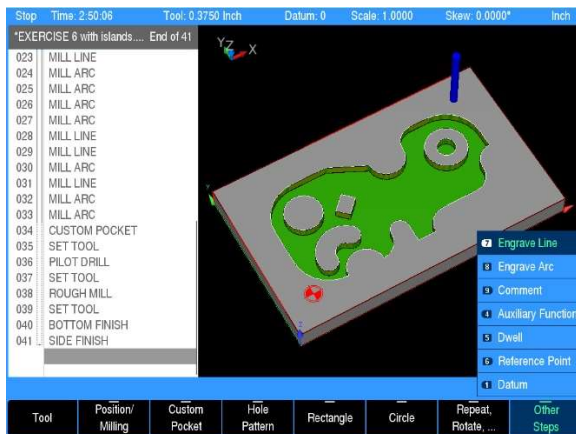 Stop Time: 2:50:06 Tool: 0.3750 Inch Datum: 0 Scale: 1.0000 Skew: 0.0000° Inch
*EXERCISE 6 with islands.... End of 41
023 MILL LINE
024 MILL ARC
025 MILL ARC
026 MILL ARC
027 MILL ARC
028 MILL LINE
029 MILL LINE
030 MILL ARC
031 MILL LINE
032 MILL ARC
033 MILL ARC
034 CUSTOM POCKET
035 SET TOOL
036 PILOT DRILL
037 SET TOOL
038 ROUGH MILL
039 SET TOOL
040 BOTTOM FINISH
041 SIDE FINISH
Y
Z
X
7 Engrave Line
8 Engrave Arc
9 Comment
4 Auxiliary Function
5 Dwell
6 Reference Point
1 Datum
Tool
Position/
Milling
Custom
Pocket
Hole
Pattern
Rectangle
Circle
Repeat,
Rotate, ...
Other
Steps